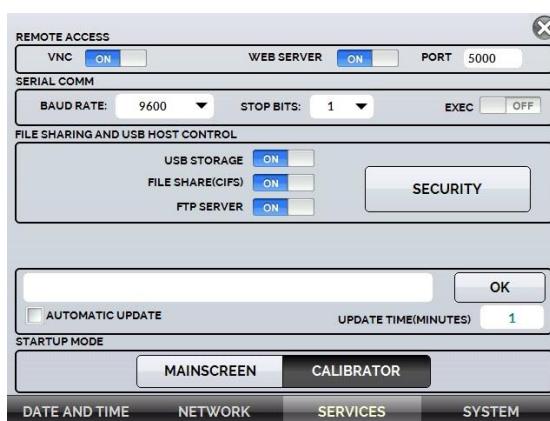 REMOTE ACCESS
VNC ON WEB SERVER ON PORT 5000
SERIAL COMM
BAUD RATE: 9600 STOP BITS: 1 EXEC OFF
FILE SHARING AND USB HOST CONTROL
USB STORAGE ON
FILE SHARE(CIFS) ON
SECURITY
FTP SERVER ON
OK
AUTOMATIC UPDATE UPDATE TIME(MINUTES) 1
STARTUP MODE
MAINSCREEN CALIBRATOR
DATE AND TIME NETWORK SERVICES SYSTEM